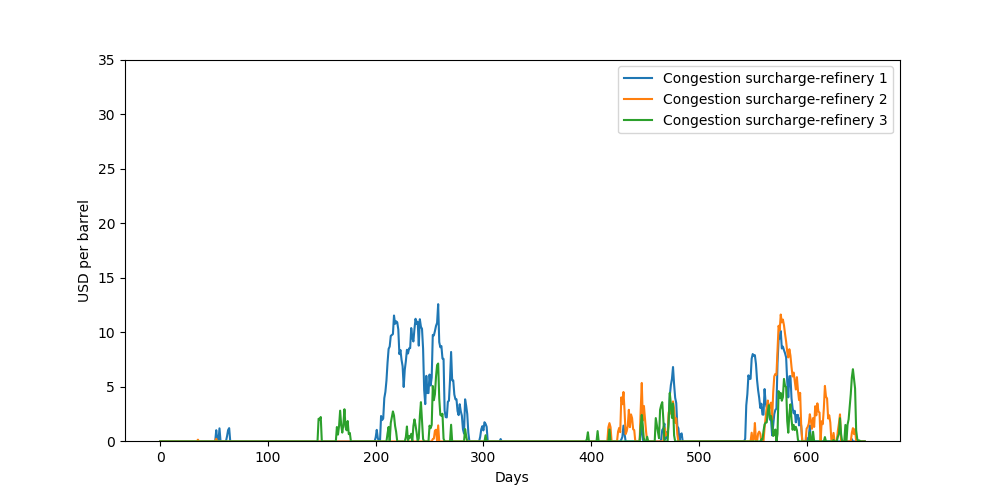 35
30
25
20
15
10
5
0
USD per barrel
0 100 200 300 400 500 600
Days
Congestion surcharge-refinery 1
Congestion surcharge-refinery 2
Congestion surcharge-refinery 3